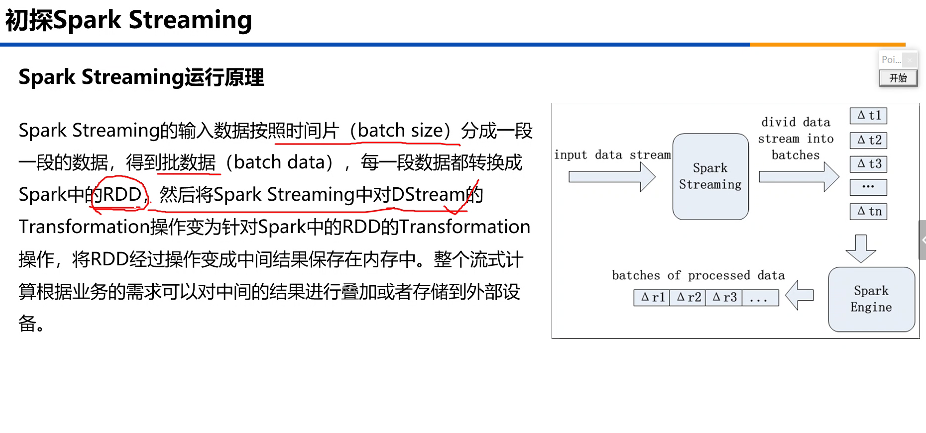 初探Spark Streaming
Spark Streaming运行原理
Poi...
开始
Spark Streaming的输入数据按照时间片（batch size）分成一段
一段的数据，得到批数据（batch data），每一段数据都转换成
Spark中的RDD，然后将Spark Streaming中对DStream的
Transformation操作变为针对Spark中的RDD的Transformation
操作，将RDD经过操作变成中间结果保存在内存中。整个流式计
算根据业务的需求可以对中间的结果进行叠加或者存储到外部设
备。
input data stream
Spark
Streaming
divid data
stream into
batches
Δt1
Δt2
Δt3
...
Δtn
Spark
Engine
batches of processed data
Δr1 Δr2 Δr3 ...